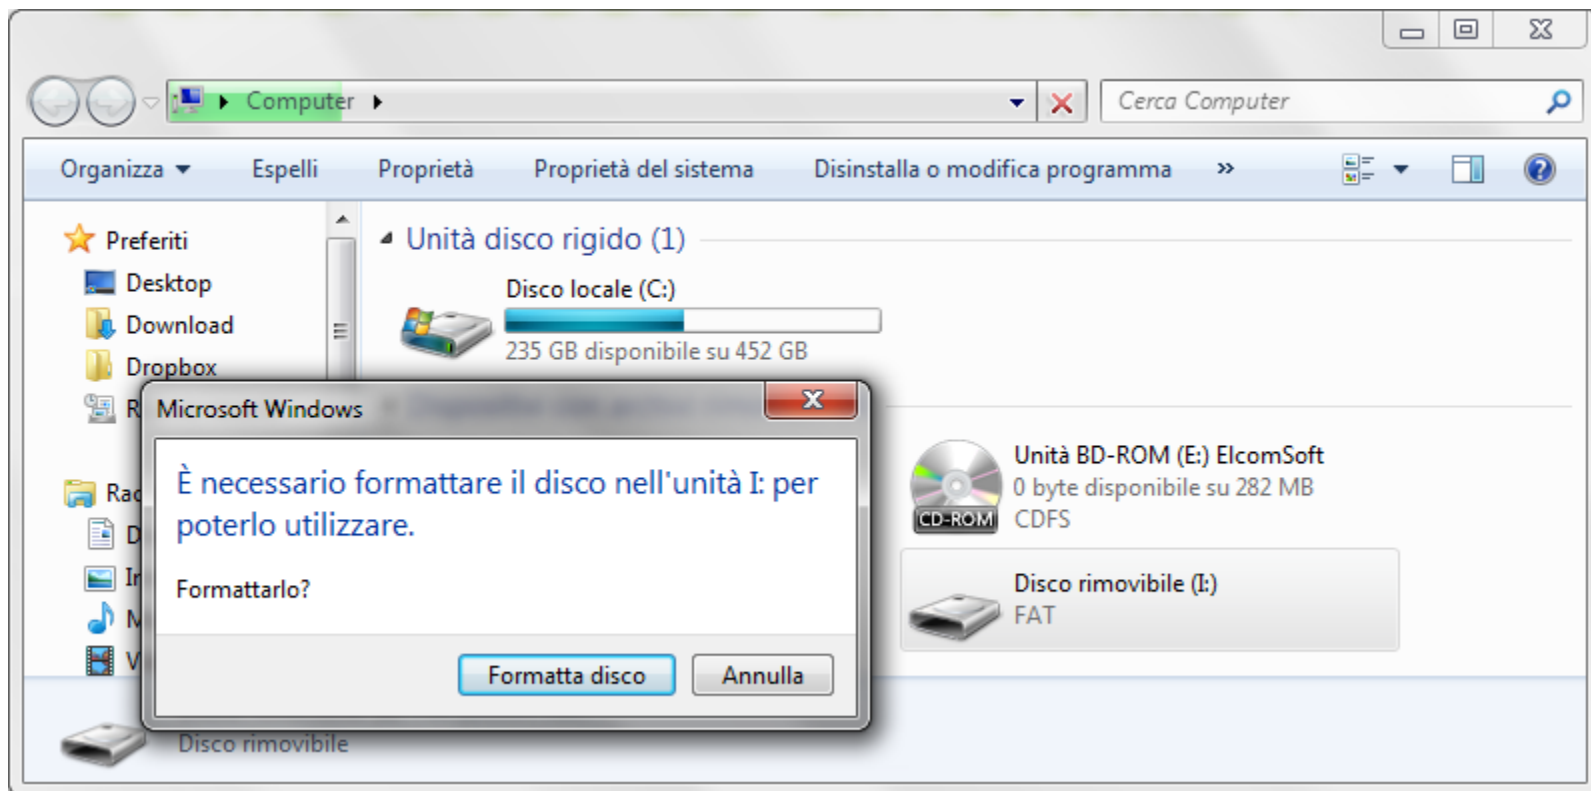 Computer
Cerca Computer
Organizza
Espelli
Proprietà
Proprietà del sistema
Disinstalla o modifica programma
»
Preferiti
Desktop
Download
Dropbox
R
Rac
D
In
M
V
Unità disco rigido (1)
Disco locale (C:)
235 GB disponibile su 452 GB
Unità BD-ROM (E:) ElcomSoft
0 byte disponibile su 282 MB
CDFS
CD-ROM
Disco rimovibile (I:)
FAT
Microsoft Windows
È necessario formattare il disco nell'unità I: per
poterlo utilizzare.
Formattarlo?
Formatta disco
Annulla
Disco rimovibile